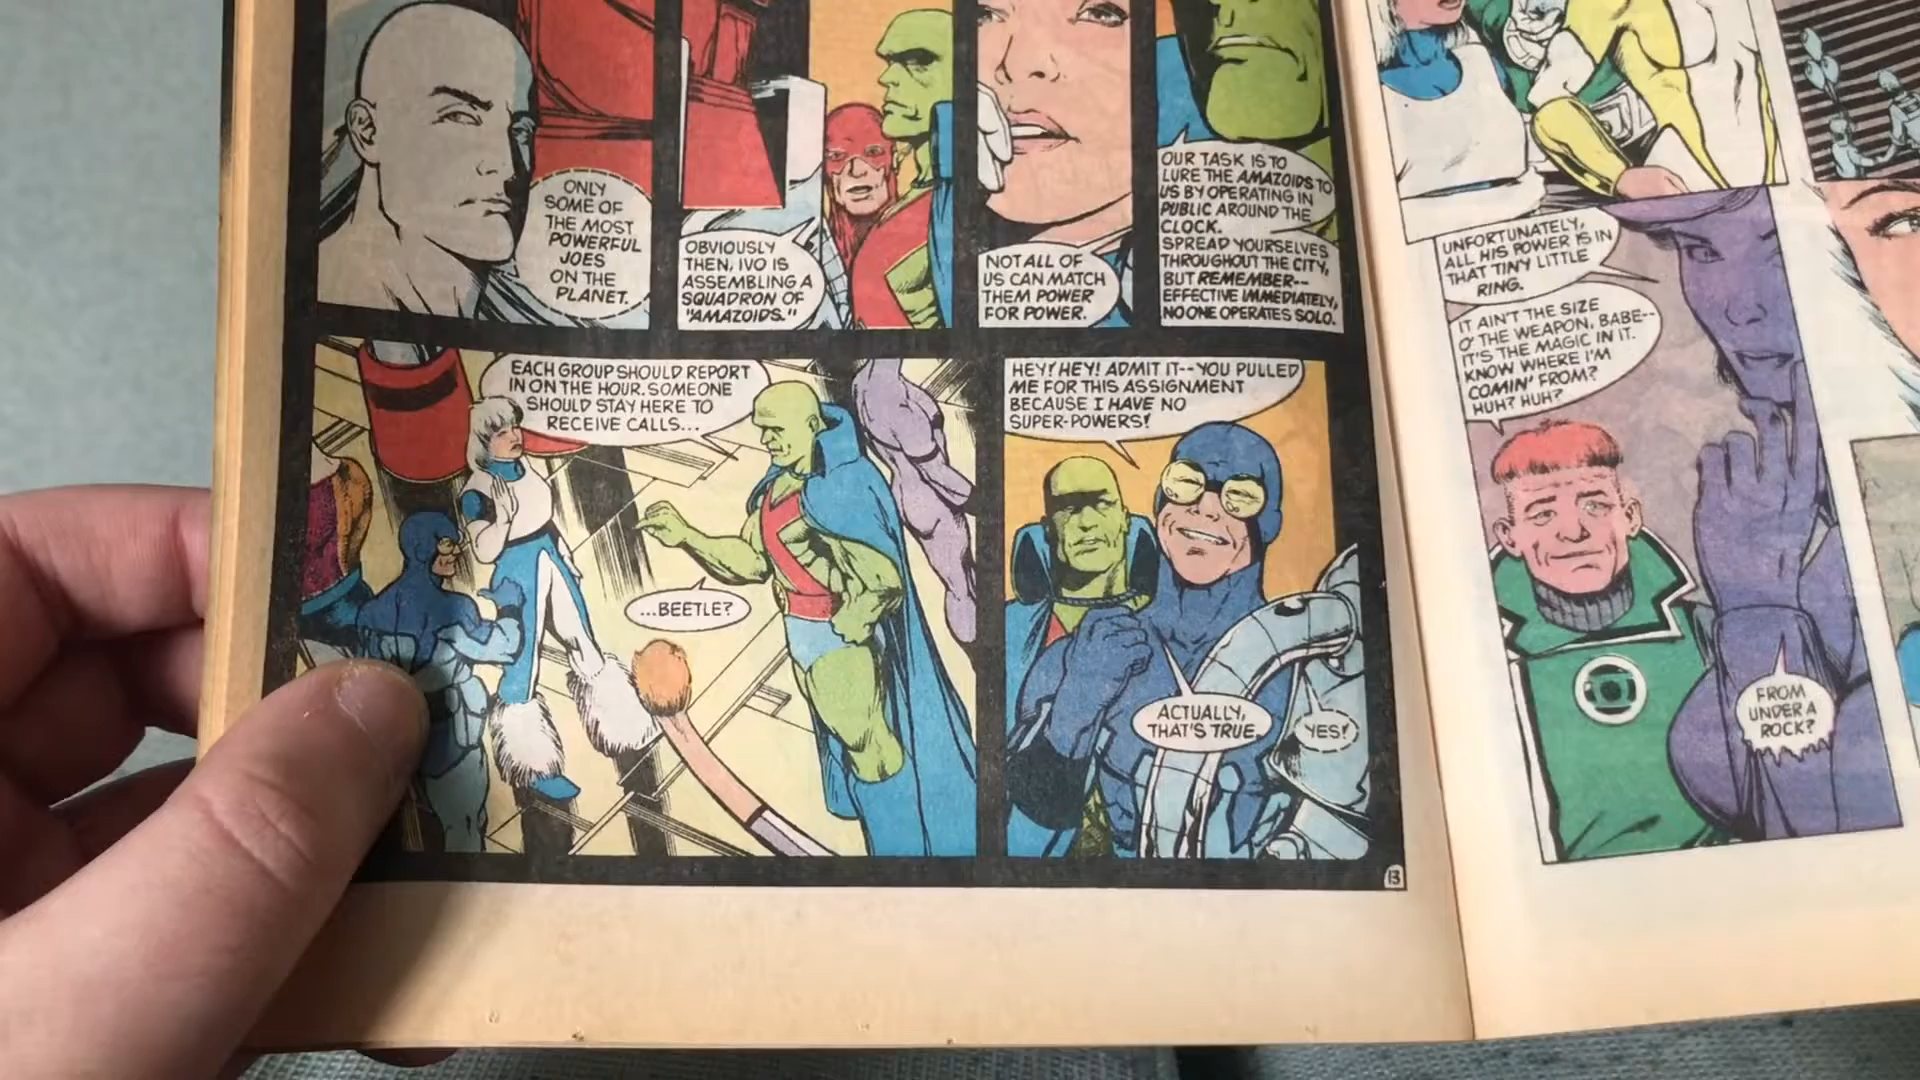 ONLY
SOME OF
THE MOST
POWERFUL
JOES
ON THE
PLANET.
OBVIOUSLY
THEN, IVO IS
ASSEMBLING A
SQUADRON OF
"AMAZOIDS."
NOT ALL OF
US CAN MATCH
THEM POWER
FOR POWER.
OUR TASK IS TO
LURE THE AMAZOIDS TO
US BY OPERATING IN
PUBLIC AROUND THE
CLOCK.
SPREAD YOURSELVES
THROUGHOUT THE CITY,
BUT REMEMBER--
EFFECTIVE IMMEDIATELY,
NO ONE OPERATES SOLO.
EACH GROUP SHOULD REPORT
IN ON THE HOUR. SOMEONE
SHOULD STAY HERE TO
RECEIVE CALLS...
...BEETLE?
HEY! HEY! ADMIT IT--YOU PULLED
ME FOR THIS ASSIGNMENT
BECAUSE I HAVE NO
SUPER-POWERS!
ACTUALLY,
THAT'S TRUE.
YES!
13
UNFORTUNATELY,
ALL HIS POWER IS IN
THAT TINY LITTLE
RING.
IT AIN'T THE SIZE
O' THE WEAPON, BABE--
IT'S THE MAGIC IN IT.
KNOW WHERE I'M
COMIN' FROM?
HUH? HUH?
FROM
UNDER A
ROCK?